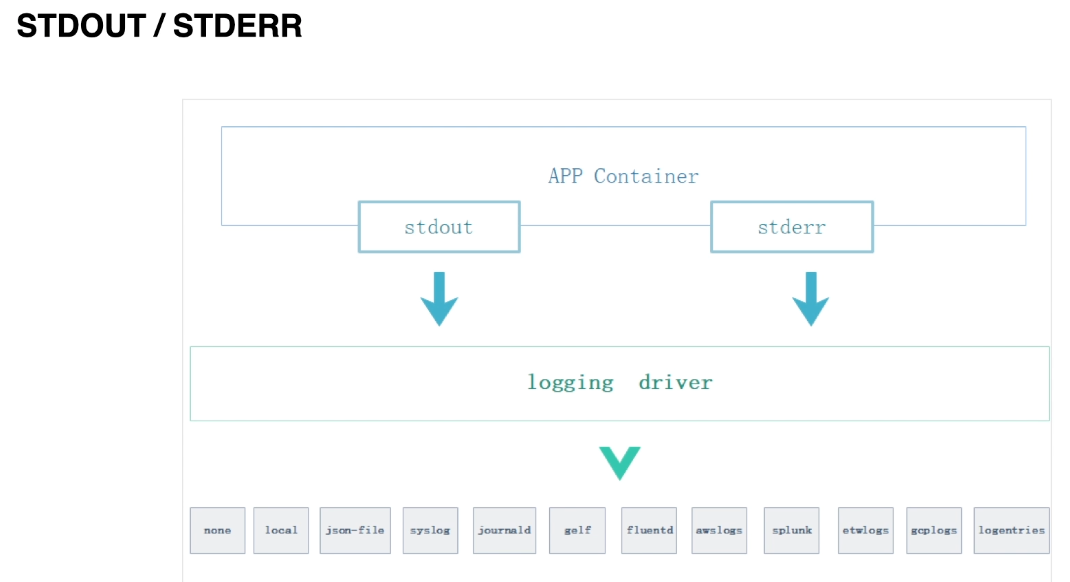 STDOUT / STDERR
APP Container
stdout stderr
logging driver
none local json-file syslog journald gelf fluentd awslogs splunk etwlogs gcplogs logentries